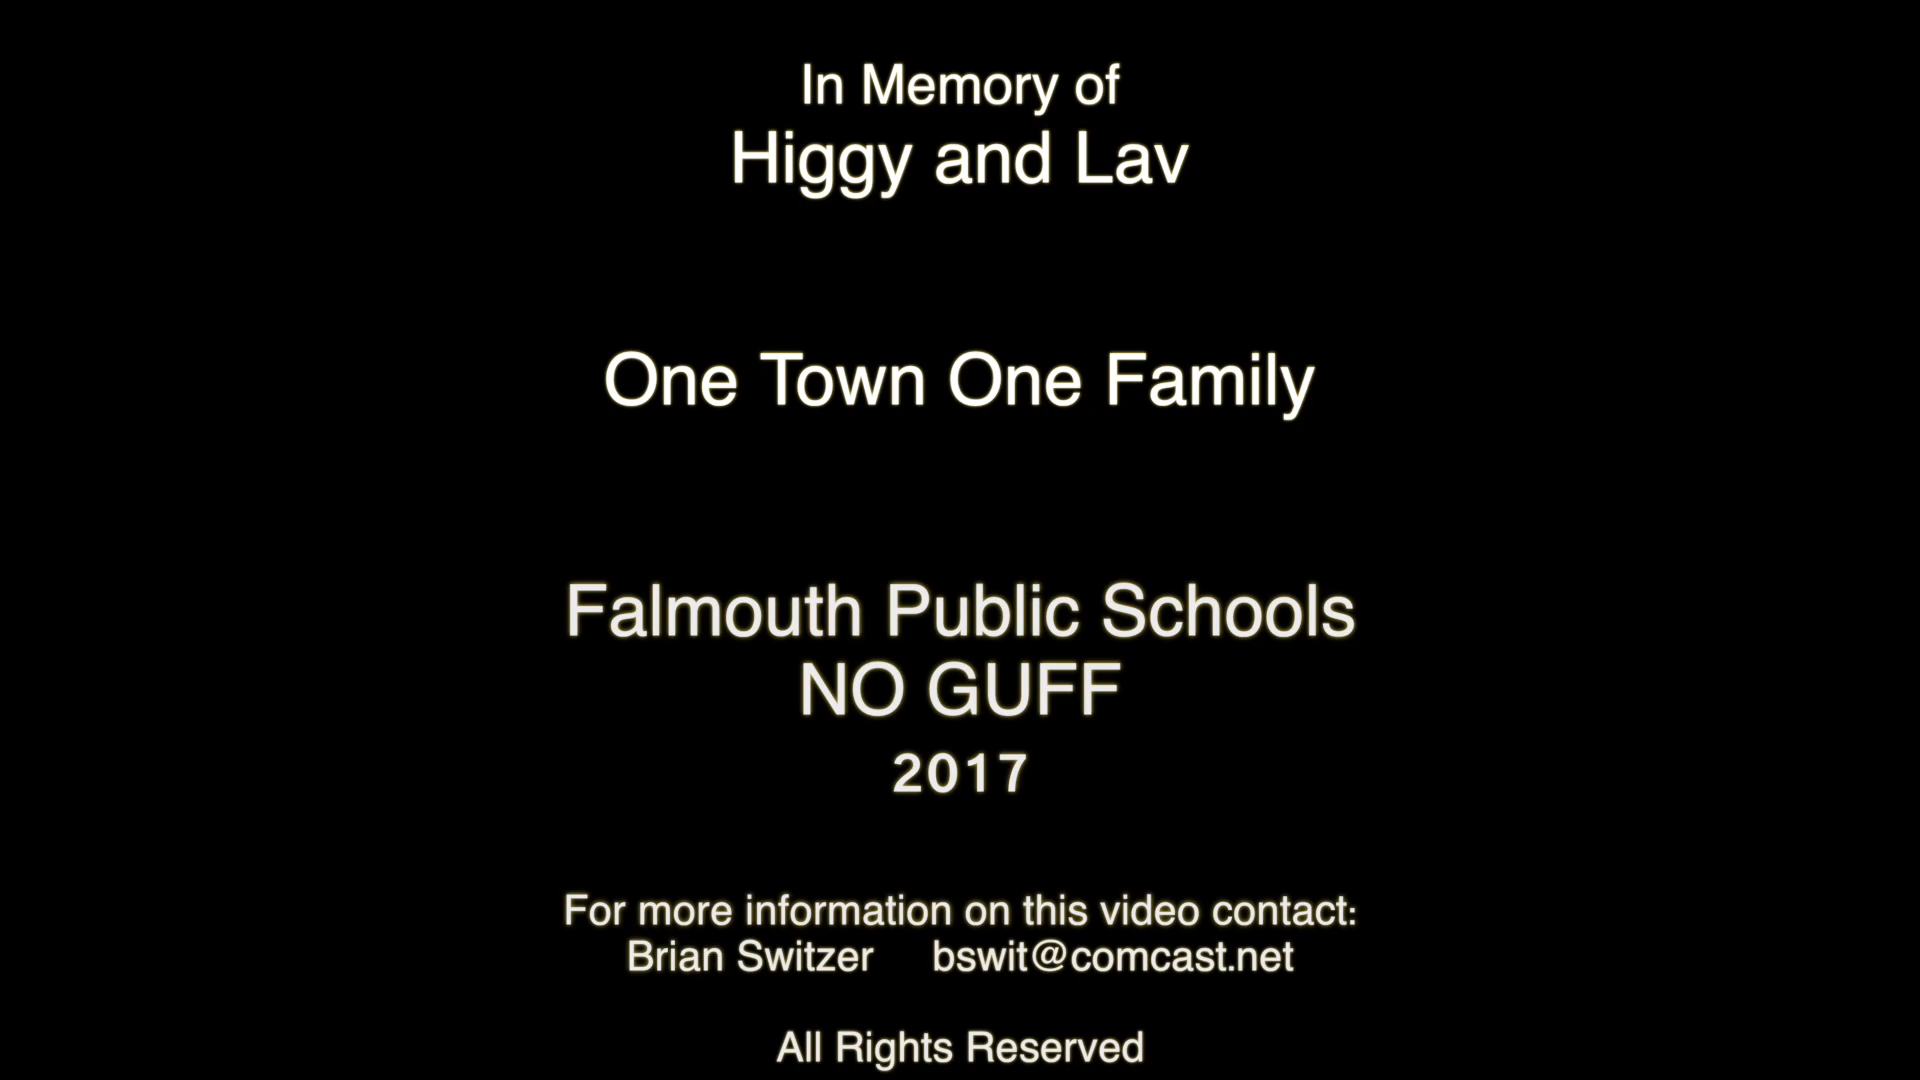 In Memory of
Higgy and Lav
One Town One Family
Falmouth Public Schools
NO GUFF
2017
For more information on this video contact:
Brian Switzer bswit@comcast.net
All Rights Reserved